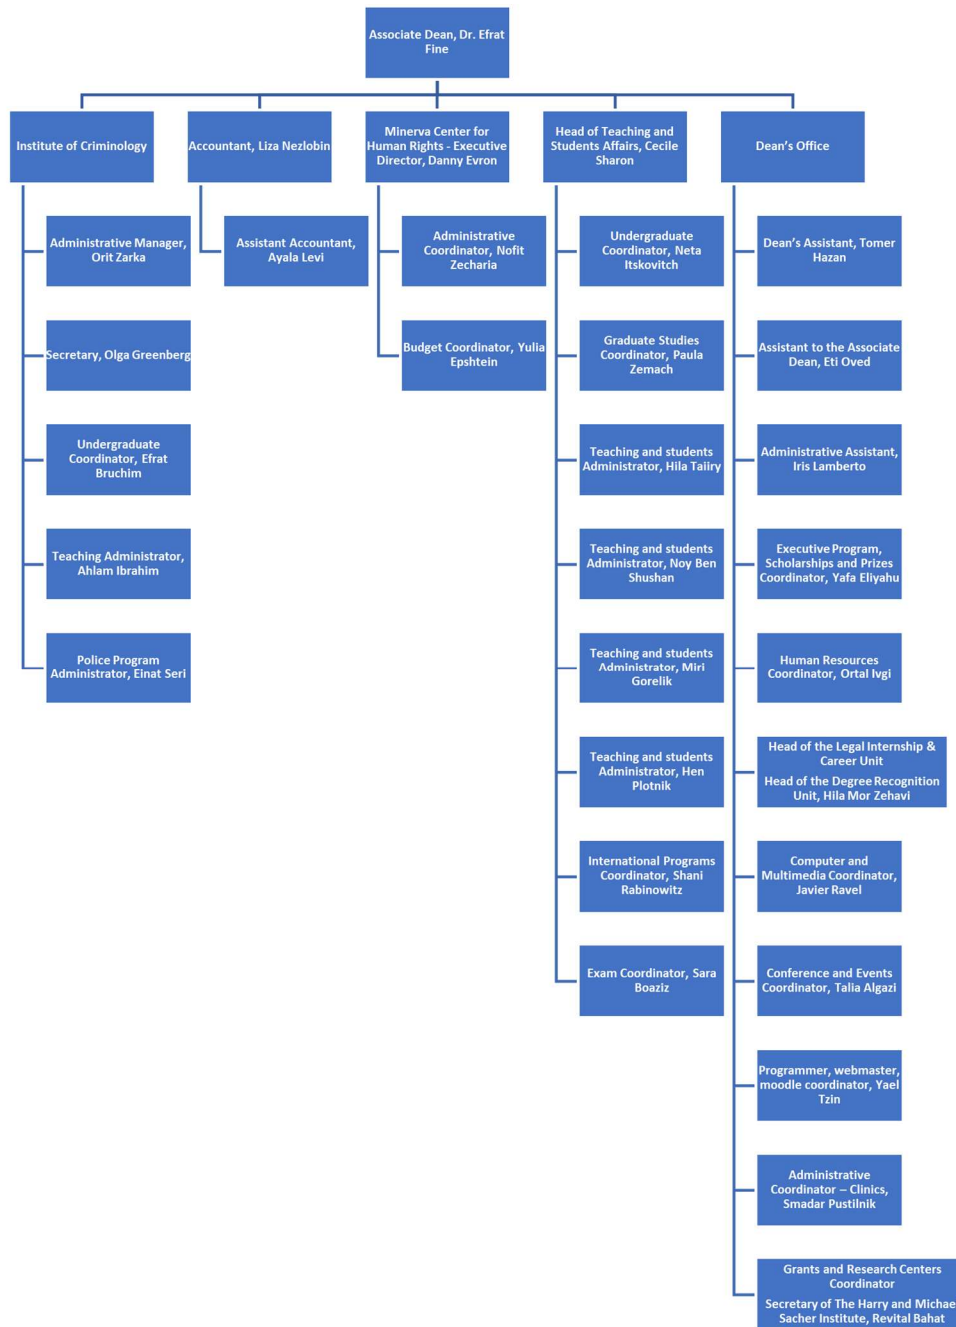 Associate Dean, Dr. Efrat
Fine
Institute of Criminology
Accountant, Liza Nezlobin
Minerva Center for
Human Rights - Executive
Director, Danny Evron
Head of Teaching and
Students Affairs, Cecile
Sharon
Dean's Office
Administrative Manager,
Orit Zarka
Secretary, Olga Greenberg
Undergraduate
Coordinator, Efrat
Bruchim
Teaching Administrator,
Ahlam Ibrahim
Police Program
Administrator, Einat Seri
Assistant Accountant,
Ayala Levi
Administrative
Coordinator, Nofit
Zecharia
Budget Coordinator, Yulia
Epshtein
Undergraduate
Coordinator, Neta
Itskovitch
Graduate Studies
Coordinator, Paula
Zemach
Teaching and students
Administrator, Hila Taiiry
Teaching and students
Administrator, Noy Ben
Shushan
Teaching and students
Administrator, Miri
Gorelik
Teaching and students
Administrator, Hen
Plotnik
International Programs
Coordinator, Shani
Rabinowitz
Exam Coordinator, Sara
Boaziz
Dean's Assistant, Tomer
Hazan
Assistant to the Associate
Dean, Eti Oved
Administrative Assistant,
Iris Lamberto
Executive Program,
Scholarships and Prizes
Coordinator, Yafa Eliyahu
Human Resources
Coordinator, Ortal Ivgi
Head of the Legal Internship &
Career Unit
Head of the Degree Recognition
Unit, Hila Mor Zehavi
Computer and
Multimedia Coordinator,
Javier Ravel
Conference and Events
Coordinator, Talia Algazi
Programmer, webmaster,
moodle coordinator, Yael
Tzin
Administrative
Coordinator – Clinics,
Smadar Pustilnik
Grants and Research Centers
Coordinator
Secretary of The Harry and Michae
Sacher Institute, Revital Bahat